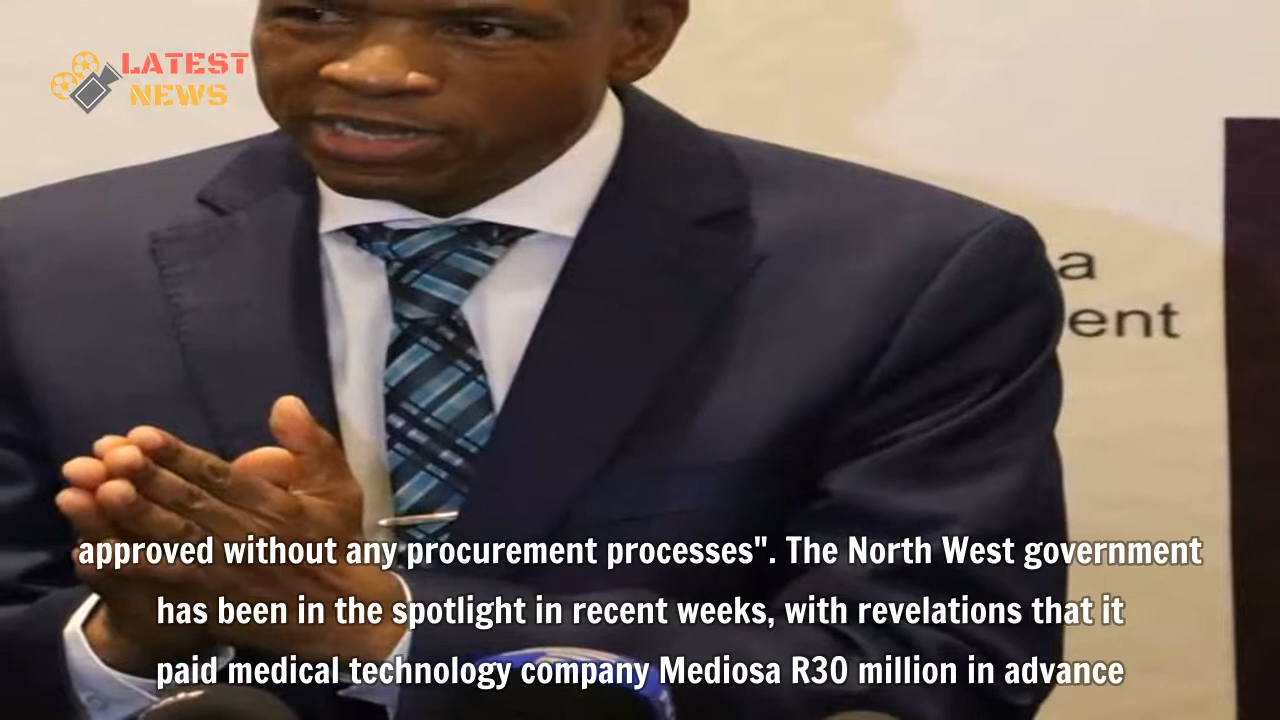 LATEST
NEWS
a
ent
approved without any procurement processes". The North West government
has been in the spotlight in recent weeks, with revelations that it
paid medical technology company Mediosa R30 million in advance